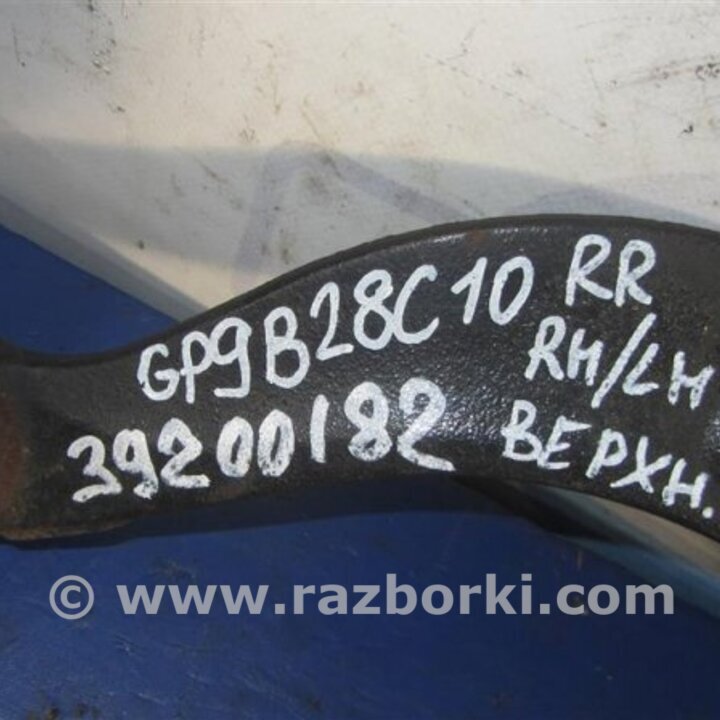 GP9B28C10 RR
RH/LH
39200182 ВЕРХН.
© www.razborki.com